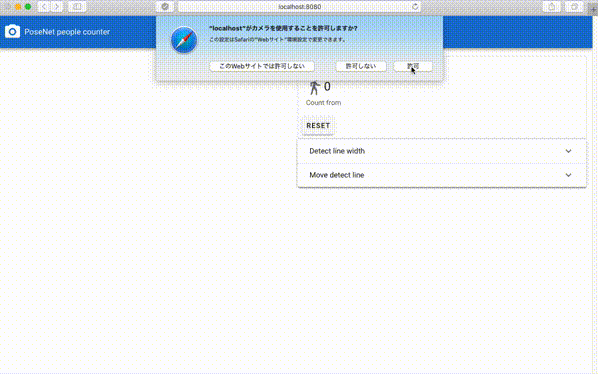 localhost:8080
PoseNet people counter
"localhost"がカメラを使用することを許可しますか?
この設定はSafariの"Webサイト"環境設定で変更できます。
このWebサイトでは許可しない
許可しない
許可
0
Count from
RESET
Detect line width
Move detect line